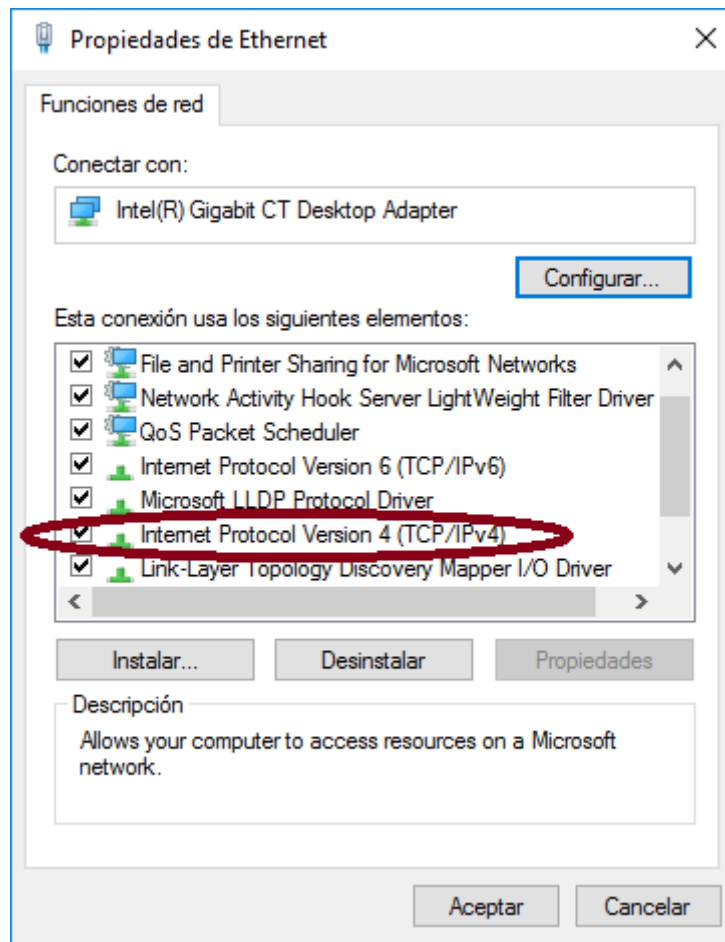 Propiedades de Ethernet
Funciones de red
Conectar con:
Intel(R) Gigabit CT Desktop Adapter
Configurar...
Esta conexión usa los siguientes elementos:
File and Printer Sharing for Microsoft Networks
Network Activity Hook Server LightWeight Filter Driver
QoS Packet Scheduler
Internet Protocol Version 6 (TCP/IPv6)
Microsoft LLDP Protocol Driver
Internet Protocol Version 4 (TCP/IPv4)
Link-Layer Topology Discovery Mapper I/O Driver
Instalar... Desinstalar Propiedades
Descripción
Allows your computer to access resources on a Microsoft
network.
Aceptar Cancelar